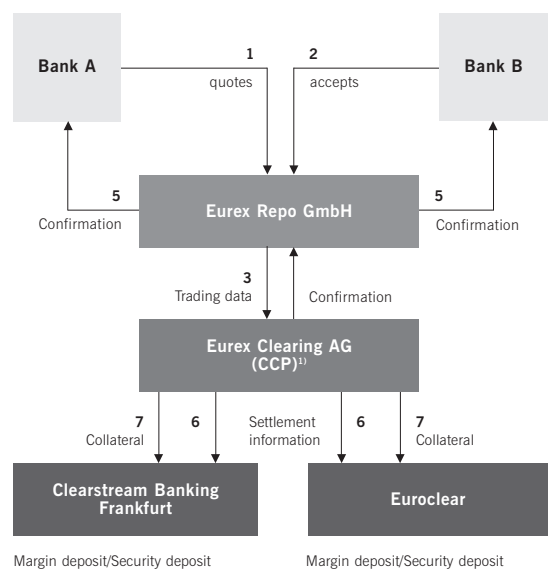 Bank A
1
quotes
2
accepts
Bank B
5
Confirmation
Eurex Repo GmbH
5
Confirmation
3
Trading data
Confirmation
Eurex Clearing AG
(CCP)1)
7
Collateral
6
Settlement
information
6
7
Collateral
Clearstream Banking
Frankfurt
Euroclear
Margin deposit/Security deposit
Margin deposit/Security deposit